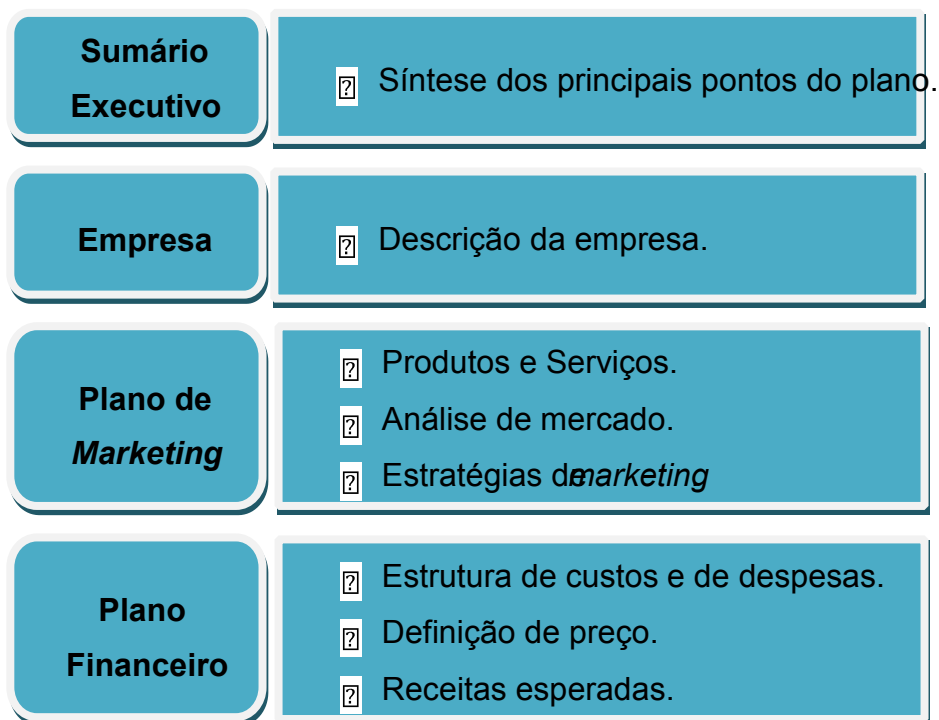 Sumário
Executivo
Síntese dos principais pontos do plano.
Empresa
Descrição da empresa.
Plano de
Marketing
Produtos e Serviços.
Análise de mercado.
Estratégias de marketing
Plano
Financeiro
Estrutura de custos e de despesas.
Definição de preço.
Receitas esperadas.